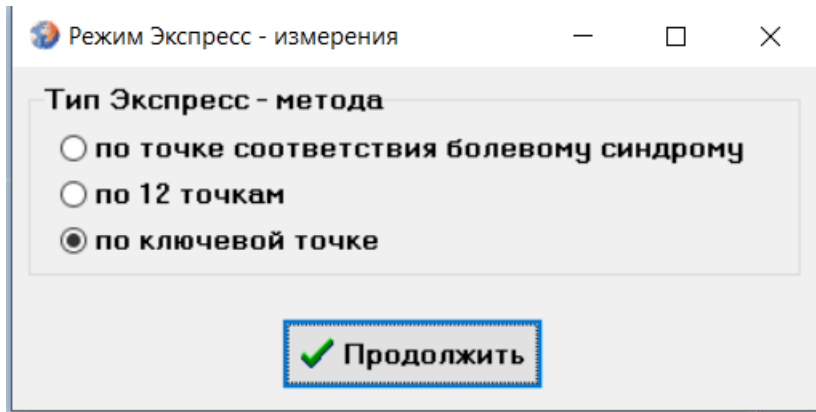 Режим Экспресс - измерения
Тип Экспресс - метода
по точке соответствия болевому синдрому
по 12 точкам
по ключевой точке
Продолжить